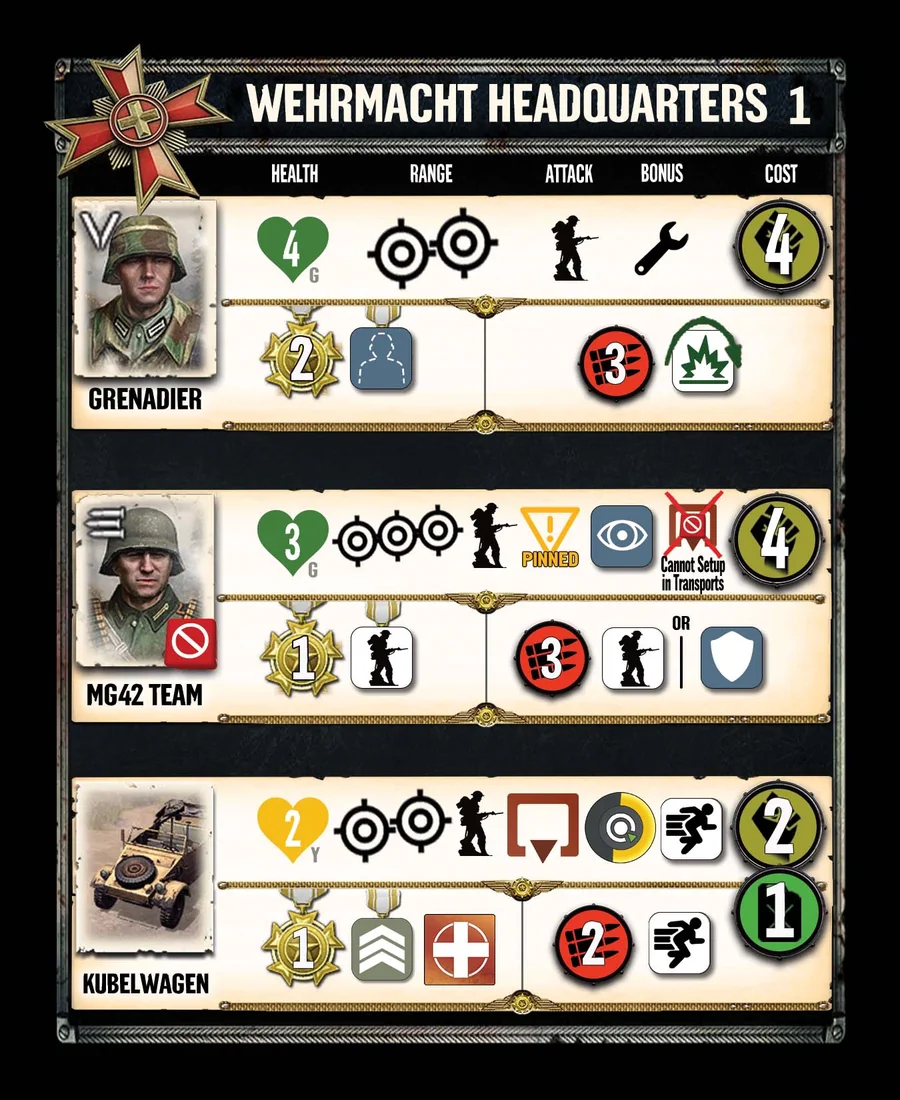 WEHRMACHT HEADQUARTERS 1
HEALTH RANGE ATTACK BONUS COST
4 G 4
2 3
GRENADIER
3 G PINNED Cannot Setup in Transports 4
1 3 OR
MG42 TEAM
2 Y 2
1 2 1
KUBELWAGEN